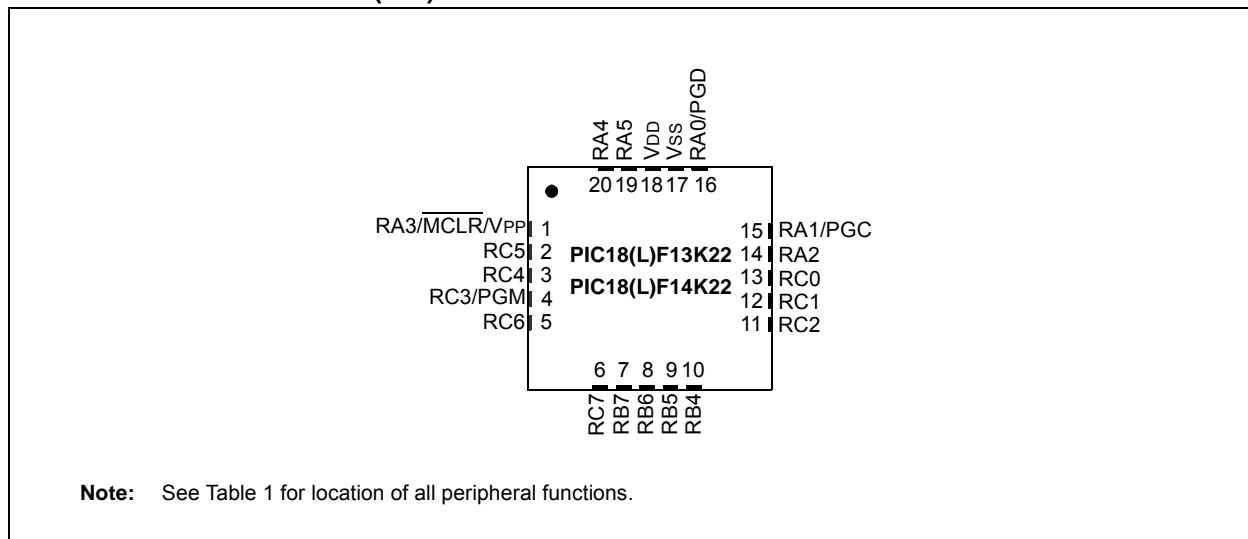 RA4
RA5
VDD
VSS
RA0/PGD
20 19 18 17 16
RA3/MCLR/VPP 1
RC5 2
RC4 3
RC3/PGM 4
RC6 5
PIC18(L)F13K22
PIC18(L)F14K22
15 RA1/PGC
14 RA2
13 RC0
12 RC1
11 RC2
6 7 8 9 10
RC7
RB7
RB6
RB5
RB4
Note: See Table 1 for location of all peripheral functions.